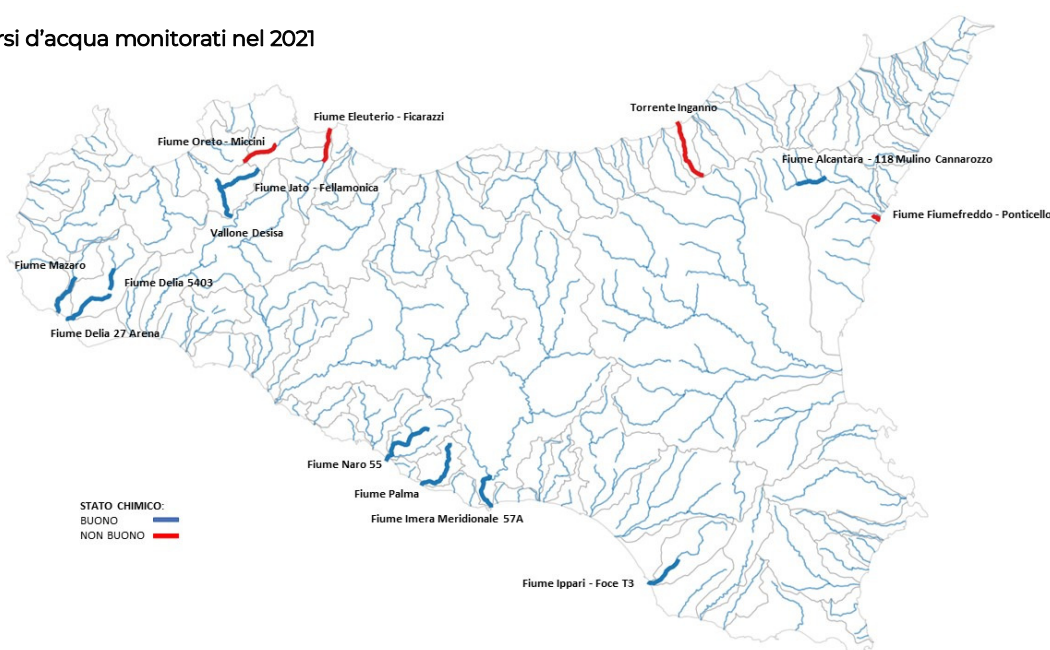 rsi d'acqua monitorati nel 2021
Torrente Inganno
Fiume Eleuterio - Ficarazzi
Fiume Oreto - Miccini
Fiume Alcantara - 118 Mulino Cannarozzo
Fiume Jato - Fellamonica
Fiume Fiumefreddo - Ponticello
Vallone Desisa
Fiume Mazaro
Fiume Delia 5403
Fiume Delia 27 Arena
Fiume Naro 55
Fiume Palma
STATO CHIMICO:
BUONO
NON BUONO
Fiume Imera Meridionale 57A
Fiume Ippari - Foce T3